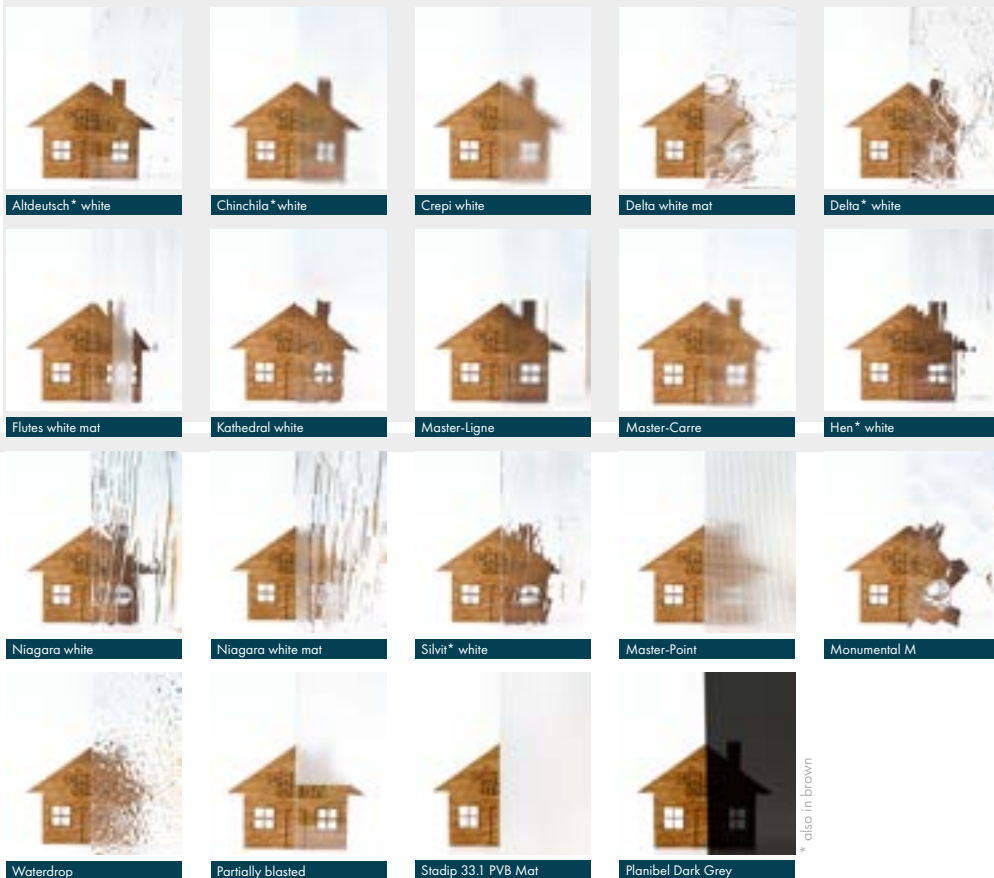 Altdeutsch* white
Chinchila*white
Crepi white
Delta white mat
Delta* white
Flutes white mat
Kathedral white
Master-Ligne
Master-Carre
Hen* white
Niagara white
Niagara white mat
Silvit* white
Master-Point
Monumental M
Waterdrop
Partially blasted
Stadip 33.1 PVB Mat
Planibel Dark Grey
* also in brown